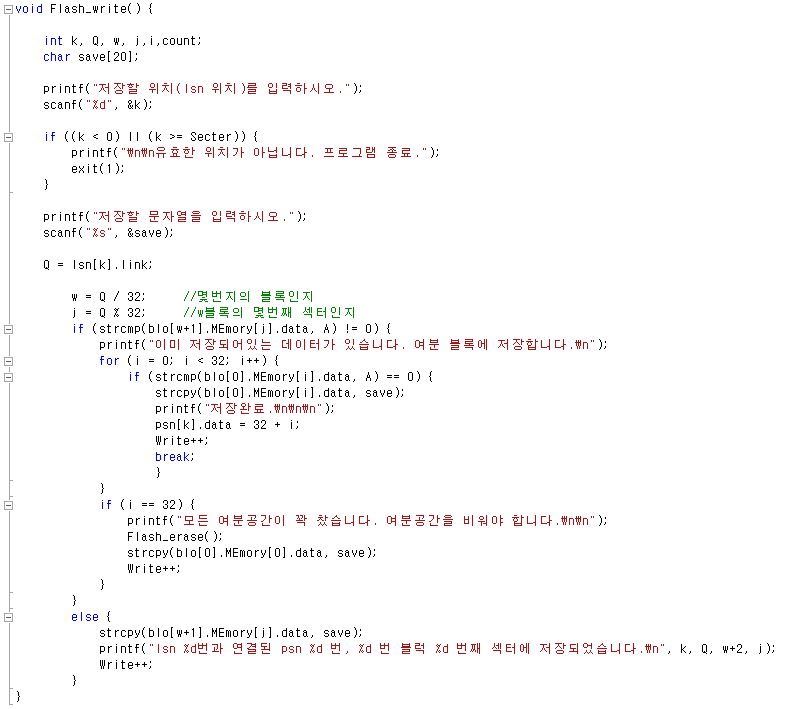 void Flash_write() {
int k, Q, w, j,i,count;
char save[20];
printf("저장할 위치(lsn 위치)를 입력하시오.");
scanf("%d", &k);
if ((k < 0) || (k >= Secter)) {
printf("₩n₩n유효한 위치가 아닙니다. 프로그램 종료.");
exit(1);
}
printf("저장할 문자열을 입력하시오.");
scanf("%s", &save);
Q = lsn[k].link;
w = Q / 32; //몇번지의 블록인지
j = Q % 32; //w블록의 몇번째 섹터인지
if (strcmp(blo[w+1].MEmory[j].data, A) != 0) {
printf("이미 저장되어있는 데이터가 있습니다. 여분 블록에 저장합니다.₩n");
for (i = 0; i < 32; i++) {
if (strcmp(blo[0].MEmory[i].data, A) == 0) {
strcpy(blo[0].MEmory[i].data, save);
printf("저장완료.₩n₩n₩n");
psn[k].data = 32 + i;
Write++;
break;
}
}
if (i == 32) {
printf("모든 여분공간이 꽉 찼습니다. 여분공간을 비워야 합니다.₩n₩n");
Flash_erase();
strcpy(blo[0].MEmory[0].data, save);
Write++;
}
}
else {
strcpy(blo[w+1].MEmory[j].data, save);
printf("lsn %d번과 연결된 psn %d 번, %d 번 블럭 %d 번째 섹터에 저장되었습니다.₩n", k, Q, w+2, j);
Write++;
}
}